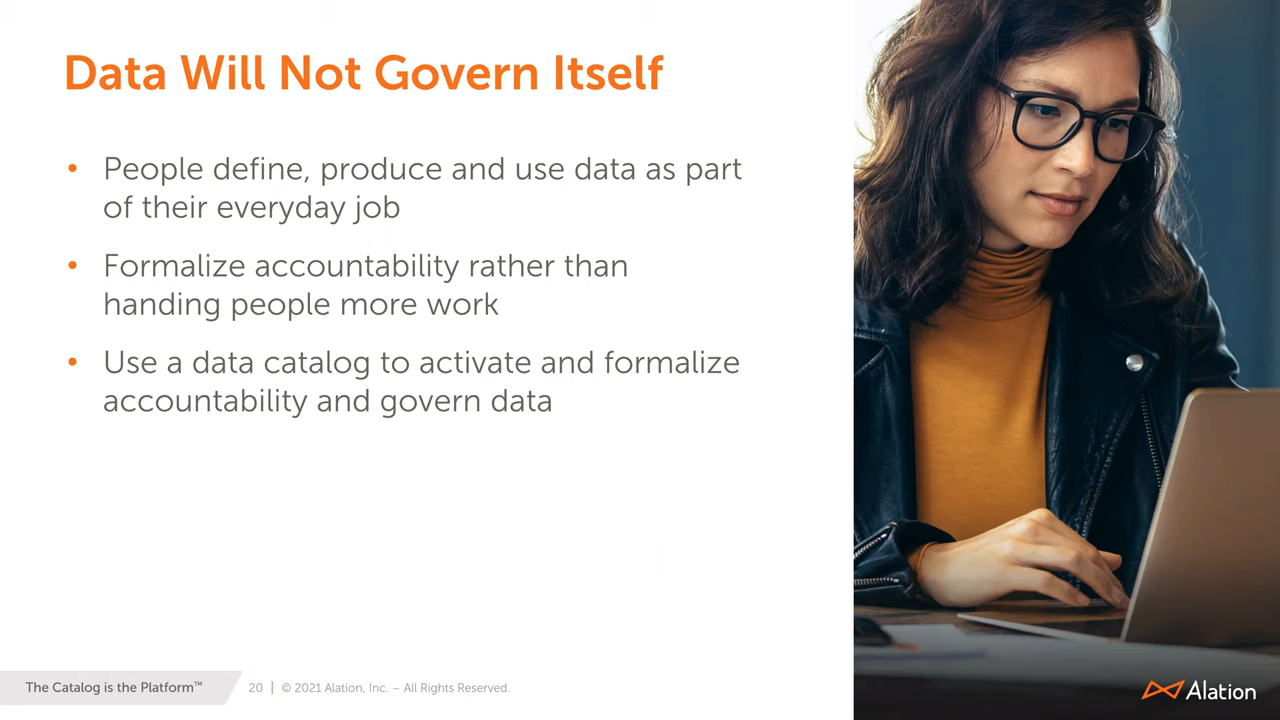 Data Will Not Govern Itself
• People define, produce and use data as part
of their everyday job
• Formalize accountability rather than
handing people more work
• Use a data catalog to activate and formalize
accountability and govern data
The Catalog is the Platform™
20 | © 2021 Alation, Inc. – All Rights Reserved.
Alation